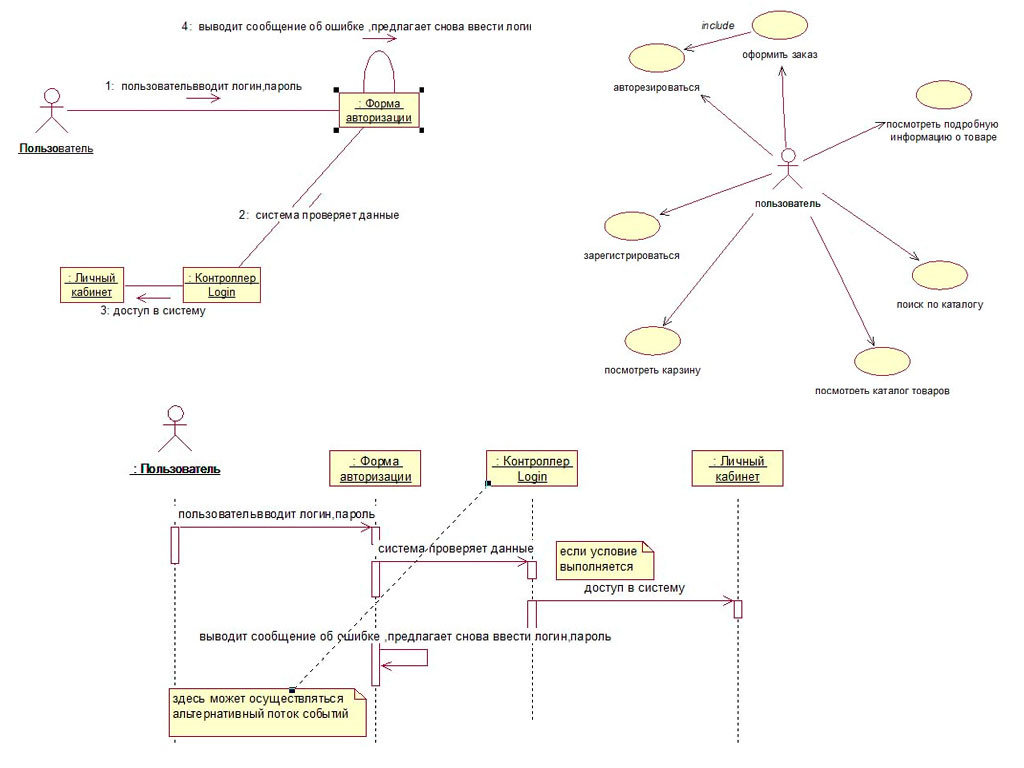 4: выводит сообщение об ошибке ,предлагает снова ввести логин
1: пользовательвводит логин,пароль
: Форма
авторизации
Пользователь
2: система проверяет данные
: Личный
кабинет
: Контроллер
Login
3: доступ в систему
include
оформить заказ
авторезироваться
посмотреть подробную
информацию о товаре
пользователь
зарегистрироваться
поиск по каталогу
посмотреть карзину
посмотреть каталог товаров
: Пользователь
: Форма
авторизации
: Контроллер
Login
: Личный
кабинет
пользовательвводит логин,пароль
система проверяет данные
если условие
выполняется
доступ в систему
выводит сообщение об ошибке ,предлагает снова ввести логин,пароль
здесь может осуществляться
альтернативный поток событий